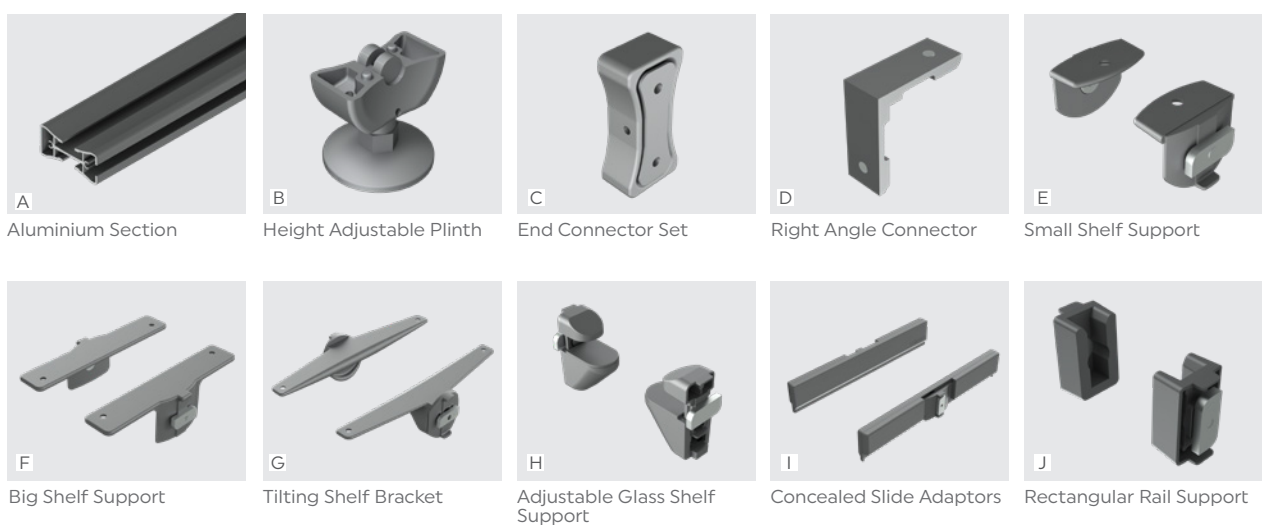 A
Aluminium Section
B
Height Adjustable Plinth
C
End Connector Set
D
Right Angle Connector
E
Small Shelf Support
F
Big Shelf Support
G
Tilting Shelf Bracket
H
Adjustable Glass Shelf
Support
I
Concealed Slide Adaptors
J
Rectangular Rail Support